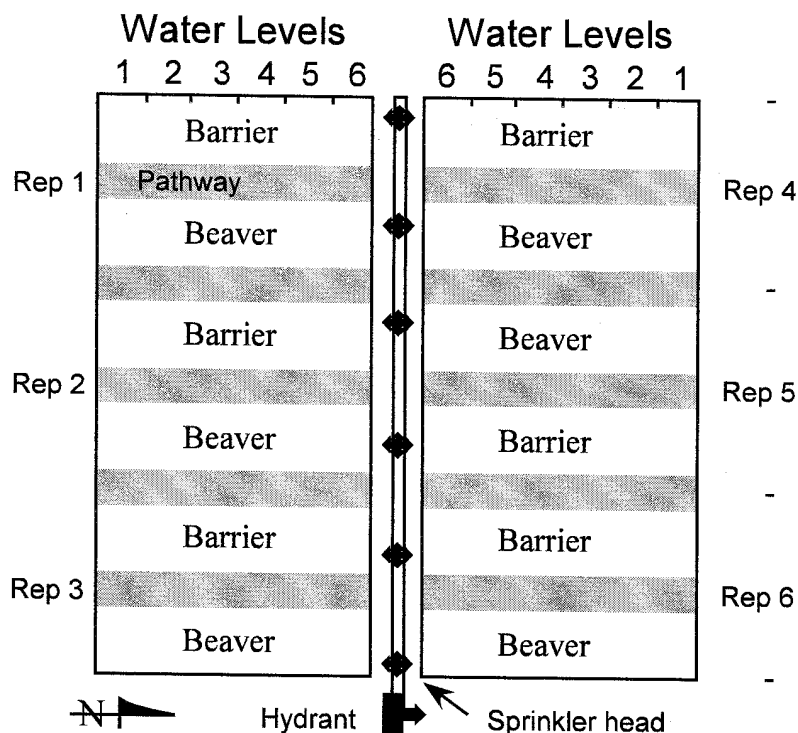 Water Levels Water Levels
1 2 3 4 5 6 6 5 4 3 2 1
Barrier Barrier
Rep 1 Pathway Rep 4
Beaver Beaver
Barrier Beaver
Rep 2 Rep 5
Beaver Barrier
Barrier Barrier
Rep 3 Rep 6
Beaver Beaver
N Hydrant Sprinkler head